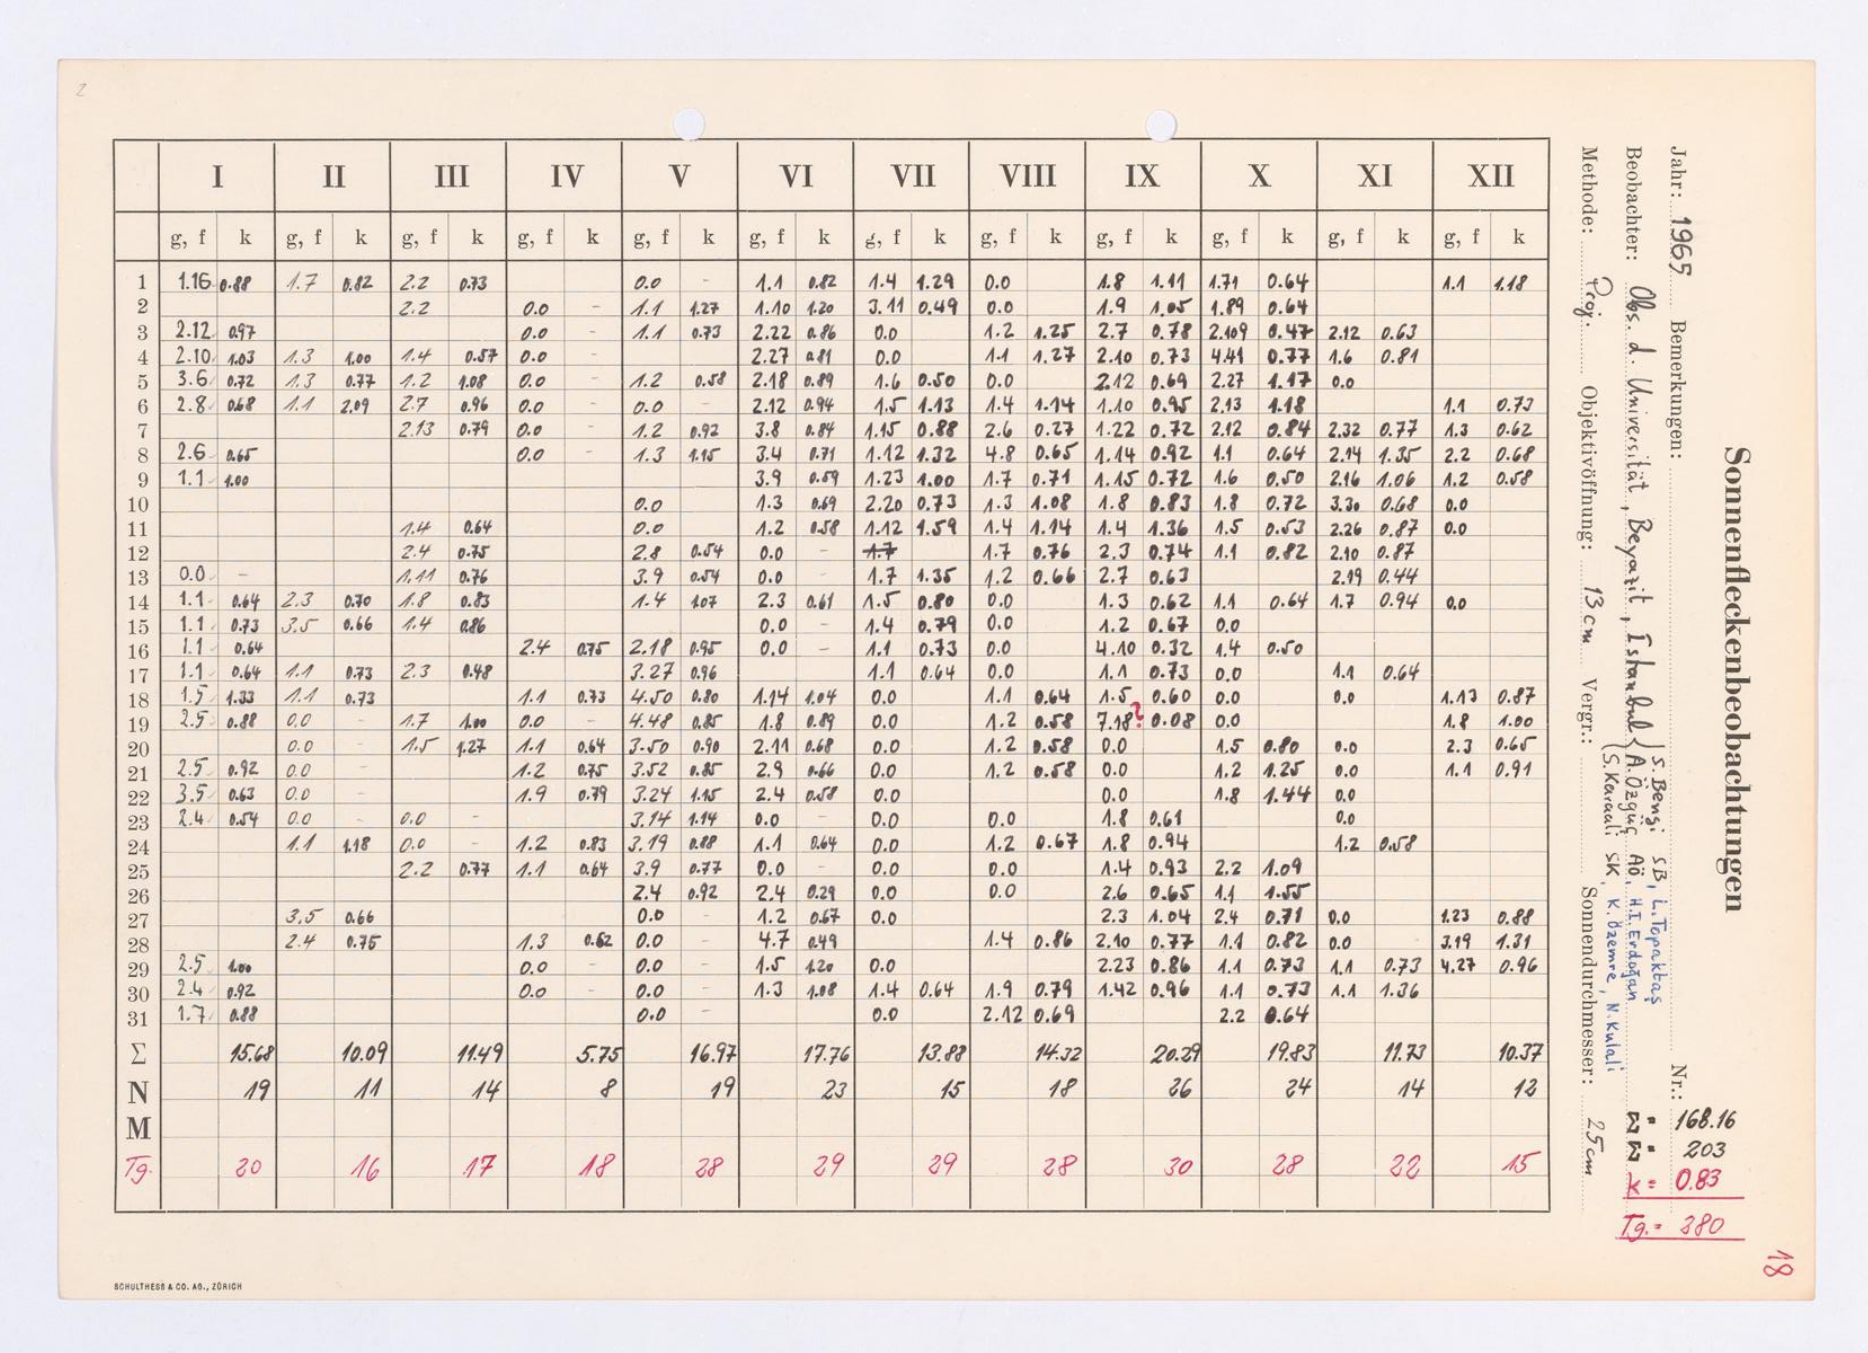 2
I II III IV V VI VII VIII IX X XI XII
g, f k g, f k g, f k g, f k g, f k g, f k g, f k g, f k g, f k g, f k g, f k g, f k
1 1.16 0.88 1.7 0.82 2.2 0.73 0.0 - 1.1 0.82 1.4 1.29 0.0 1.8 1.11 1.71 0.64 1.1 1.18
2 2.2 0.0 - 1.1 1.27 1.10 1.20 3.11 0.49 0.0 1.9 1.05 1.89 0.64
3 2.12 0.97 0.0 - 1.1 0.73 2.22 0.86 0.0 1.2 1.25 2.7 0.78 2.109 0.47 2.12 0.63
4 2.10 1.03 1.3 1.00 1.4 0.57 0.0 - 2.27 0.81 0.0 1.1 1.27 2.10 0.73 4.41 0.77 1.6 0.81
5 3.6 0.72 1.3 0.77 1.2 1.08 0.0 - 1.2 0.58 2.18 0.89 1.6 0.50 0.0 2.12 0.69 2.27 1.17 0.0
6 2.8 0.68 1.1 2.09 2.7 0.96 0.0 - 0.0 - 2.12 0.94 1.5 1.13 1.4 1.14 1.10 0.95 2.13 1.18 1.1 0.73
7 2.13 0.79 0.0 - 1.2 0.92 3.8 0.84 1.15 0.88 2.6 0.27 1.22 0.72 2.12 0.84 2.32 0.77 1.3 0.62
8 2.6 0.65 0.0 - 1.3 1.15 3.4 0.71 1.12 1.32 4.8 0.65 1.14 0.92 1.1 0.64 2.14 1.35 2.2 0.68
9 1.1 1.00 3.9 0.59 1.23 1.00 1.7 0.71 1.15 0.72 1.6 0.50 2.16 1.06 1.2 0.58
10 0.0 1.3 0.69 2.20 0.73 1.3 1.08 1.8 0.83 1.8 0.72 3.30 0.68 0.0
11 1.4 0.64 0.0 1.2 0.58 1.12 1.59 1.4 1.14 1.4 1.36 1.5 0.53 2.26 0.87 0.0
12 2.4 0.75 2.8 0.54 0.0 - 1.7 1.7 0.76 2.3 0.74 1.1 0.82 2.10 0.87
13 0.0 - 1.11 0.76 3.9 0.54 0.0 - 1.7 1.35 1.2 0.66 2.7 0.63 2.19 0.44
14 1.1 0.64 2.3 0.70 1.8 0.83 1.4 1.07 2.3 0.61 1.5 0.80 0.0 1.3 0.62 1.1 0.64 1.7 0.94 0.0
15 1.1 0.73 3.5 0.66 1.4 0.86 0.0 - 1.4 0.79 0.0 1.2 0.67 0.0
16 1.1 0.64 2.4 0.75 2.18 0.95 0.0 - 1.1 0.73 0.0 4.10 0.32 1.4 0.50
17 1.1 0.64 1.1 0.73 2.3 0.48 3.27 0.96 1.1 0.64 0.0 1.1 0.73 0.0 1.1 0.64
18 1.5 1.33 1.1 0.73 1.1 0.73 4.50 0.80 1.14 1.04 0.0 1.1 0.64 1.5 0.60 0.0 0.0 1.13 0.87
19 2.5 0.88 0.0 - 1.7 1.00 0.0 - 4.48 0.85 1.8 0.89 0.0 1.2 0.58 7.18? 0.08 0.0 1.8 1.00
20 0.0 - 1.5 1.27 1.1 0.64 3.50 0.90 2.11 0.68 0.0 1.2 0.58 0.0 1.5 0.80 0.0 2.3 0.65
21 2.5 0.92 0.0 - 1.2 0.75 3.52 0.85 2.9 0.66 0.0 1.2 0.58 0.0 1.2 1.25 0.0 1.1 0.91
22 3.5 0.63 0.0 - 1.9 0.79 3.24 1.15 2.4 0.58 0.0 0.0 1.8 1.44 0.0
23 2.4 0.54 0.0 - 0.0 - 3.14 1.14 0.0 - 0.0 0.0 1.8 0.61 0.0
24 1.1 1.18 0.0 - 1.2 0.83 3.19 0.88 1.1 0.64 0.0 1.2 0.67 1.8 0.94 1.2 0.58
25 2.2 0.77 1.1 0.64 3.9 0.77 0.0 - 0.0 0.0 1.4 0.93 2.2 1.09
26 2.4 0.92 2.4 0.29 0.0 0.0 2.6 0.65 1.1 1.55
27 3.5 0.66 0.0 - 1.2 0.67 0.0 2.3 1.04 2.4 0.71 0.0 1.23 0.88
28 2.4 0.75 1.3 0.62 0.0 - 4.7 0.49 1.4 0.86 2.10 0.77 1.1 0.82 0.0 3.19 1.31
29 2.5 1.00 0.0 - 0.0 - 1.5 1.20 0.0 2.23 0.86 1.1 0.73 1.1 0.73 4.27 0.96
30 2.4 0.92 0.0 - 0.0 - 1.3 1.08 1.4 0.64 1.9 0.79 1.42 0.96 1.1 0.73 1.1 1.36
31 1.7 0.88 0.0 - 0.0 2.12 0.69 2.2 0.64
Σ 15.68 10.09 11.49 5.75 16.97 17.76 13.88 14.32 20.29 19.83 11.73 10.37
N 19 11 14 8 19 23 15 18 26 24 14 12
M
Tg. 20 16 17 18 28 29 29 28 30 28 22 15
SCHULTHESS & CO. AG., ZÜRICH
Sonnenfleckenbeobachtungen
Jahr: 1965 Bemerkungen: Nr.:
Beobachter: Obs. d. Universität, Beyazit, Istanbul
S. Bengi SB, L. Topaktaş
A. Özgüç AÖ, H.I. Erdoğan
S. Karaali SK, K. Özemre, N. Kulalı
Methode: Proj. Objektivöffnung: 13 cm Vergr.: Sonnendurchmesser: 25 cm
Σ = 168.16
Σ = 203
k = 0.83
Tg. = 280
18